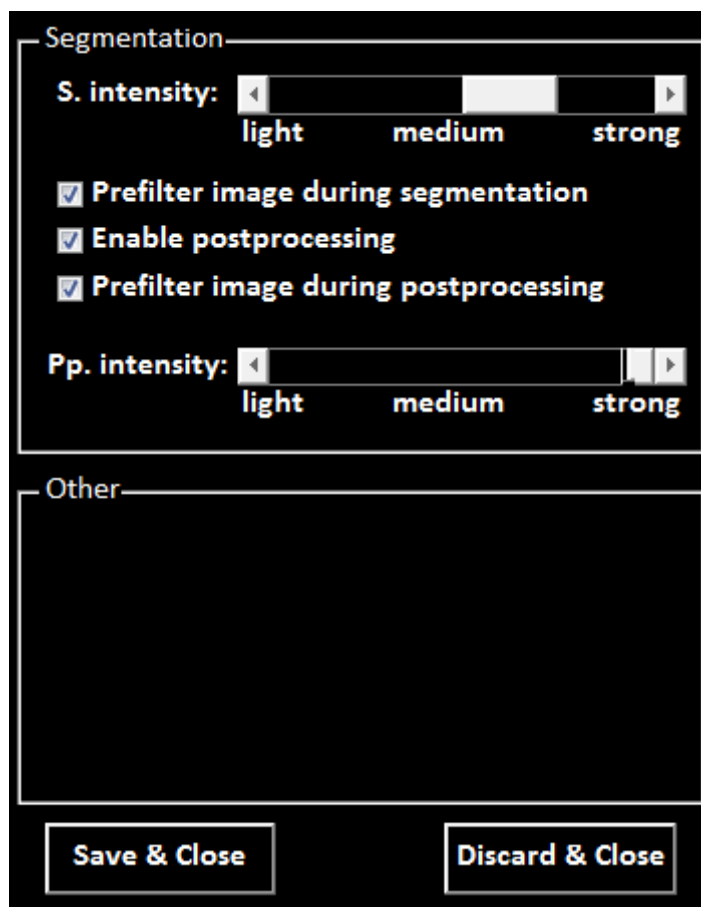 Segmentation
S. intensity:
light medium strong
Prefilter image during segmentation
Enable postprocessing
Prefilter image during postprocessing
Pp. intensity:
light medium strong
Other
Save & Close Discard & Close